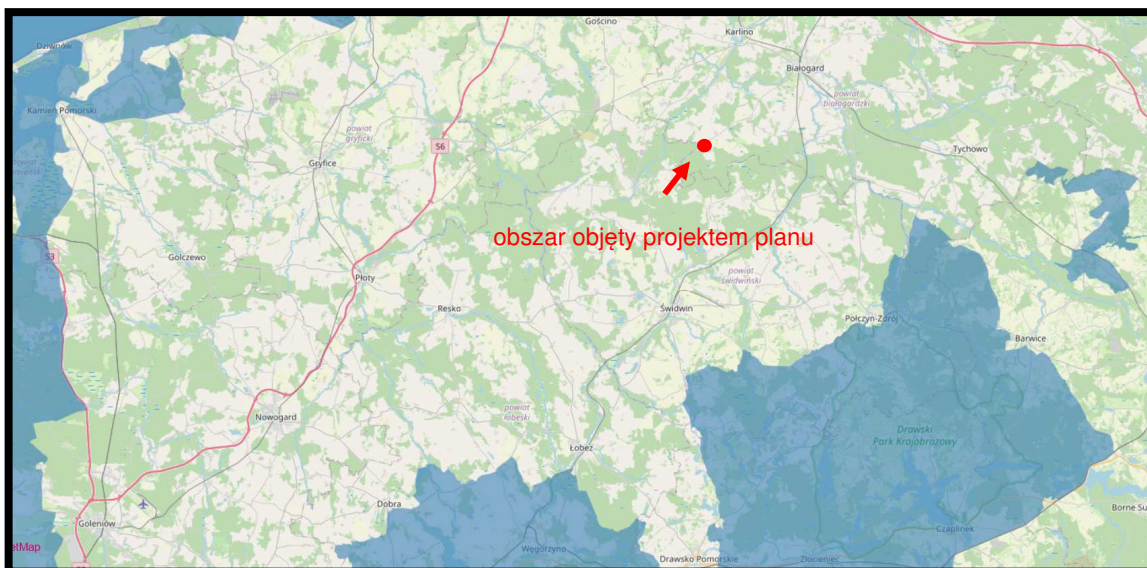 Gościno
Karlino
Dziwnów
Białogard
powiat
białogardzki
Kamień Pomorski
powiat
gryficki
S6
Tychowo
Gryfice
obszar objęty projektem planu
S3
Golczewo
powiat
świdwiński
Płoty
Resko
Świdwin
Połczyn-Zdrój
Barwice
Nowogard
powiat
łobeski
Drawski
Park Krajobrazowy
Łobez
Dobra
Borne Su
Goleniów
Czaplinek
etMap
Węgorzyno
Drawsko Pomorskie
Złocieniec